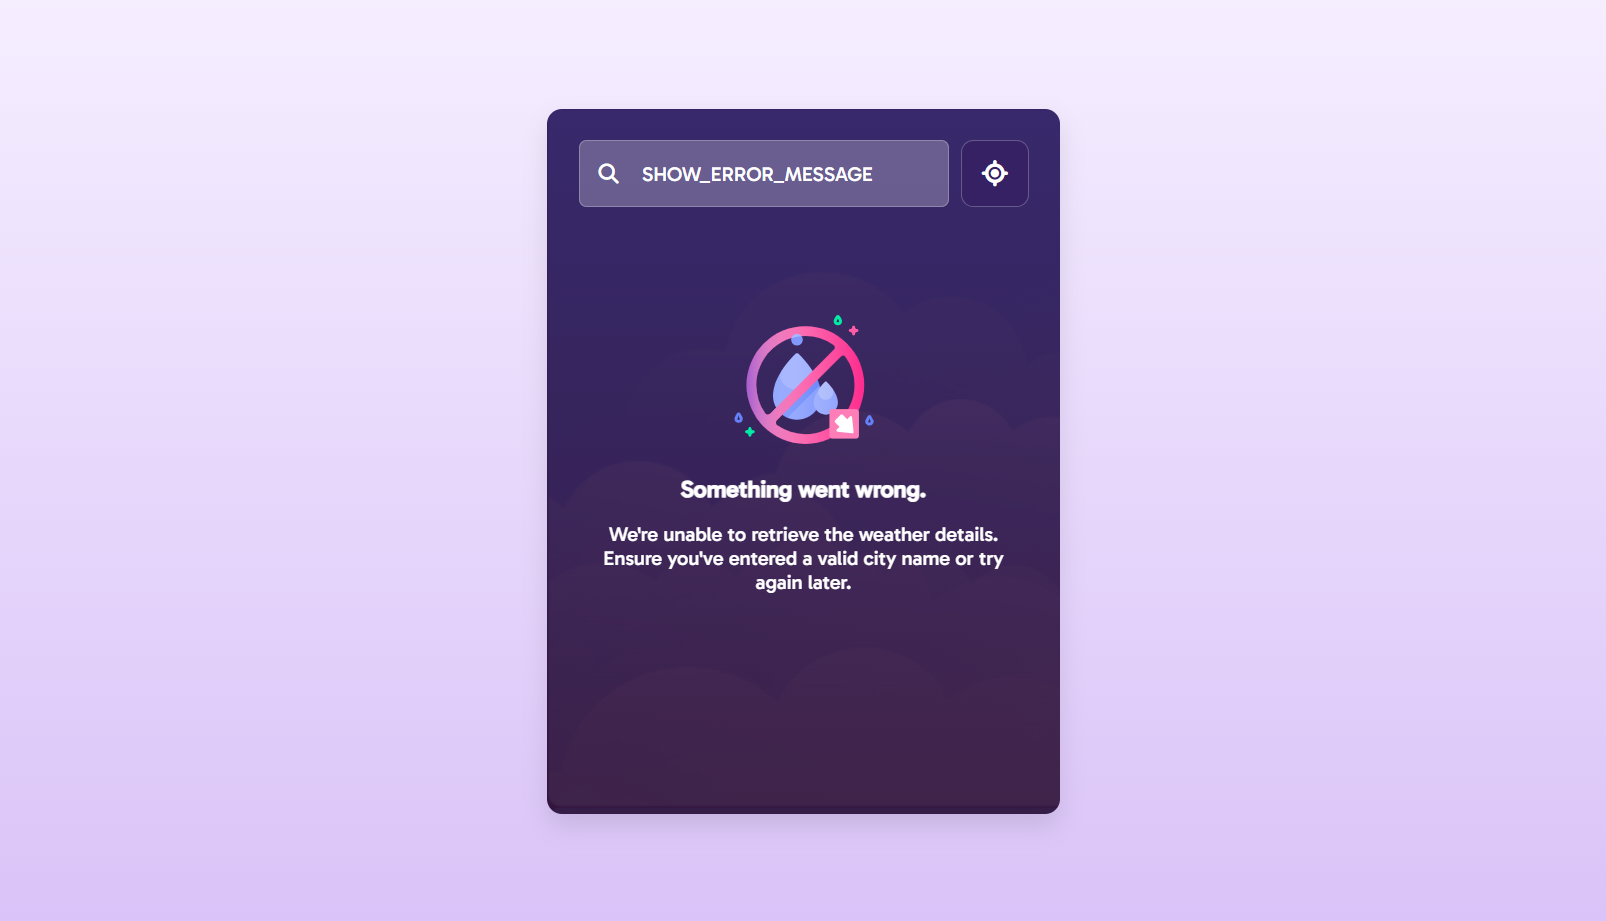 SHOW_ERROR_MESSAGE
Something went wrong.
We're unable to retrieve the weather details.
Ensure you've entered a valid city name or try
again later.